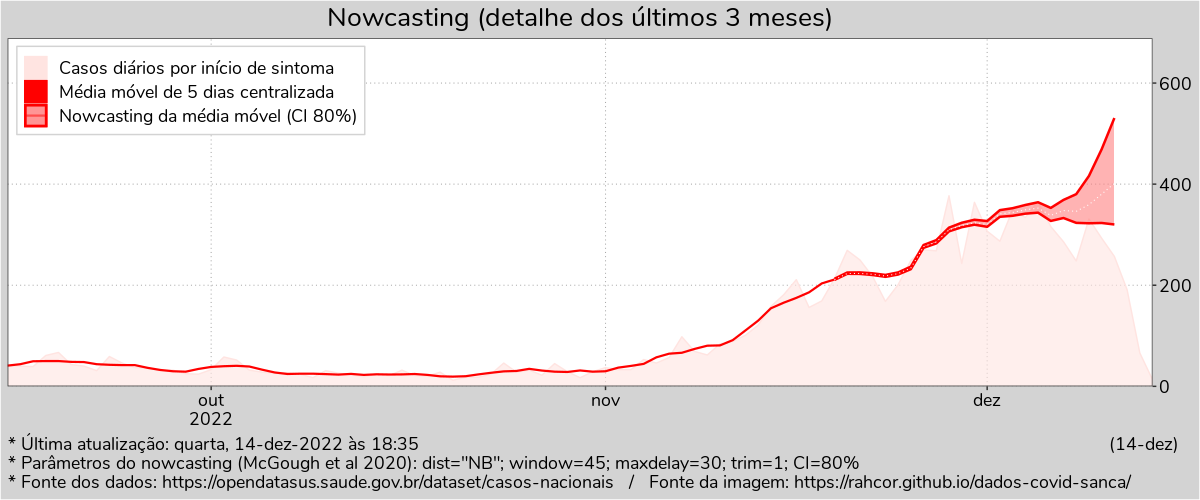 Nowcasting (detalhe dos últimos 3 meses)
Casos diários por início de sintoma
Média móvel de 5 dias centralizada
Nowcasting da média móvel (CI 80%)
600
400
200
0
out nov dez
2022
* Última atualização: quarta, 14-dez-2022 às 18:35 (14-dez)
* Parâmetros do nowcasting (McGough et al 2020): dist="NB"; window=45; maxdelay=30; trim=1; CI=80%
* Fonte dos dados: https://opendatasus.saude.gov.br/dataset/casos-nacionais / Fonte da imagem: https://rahcor.github.io/dados-covid-sanca/